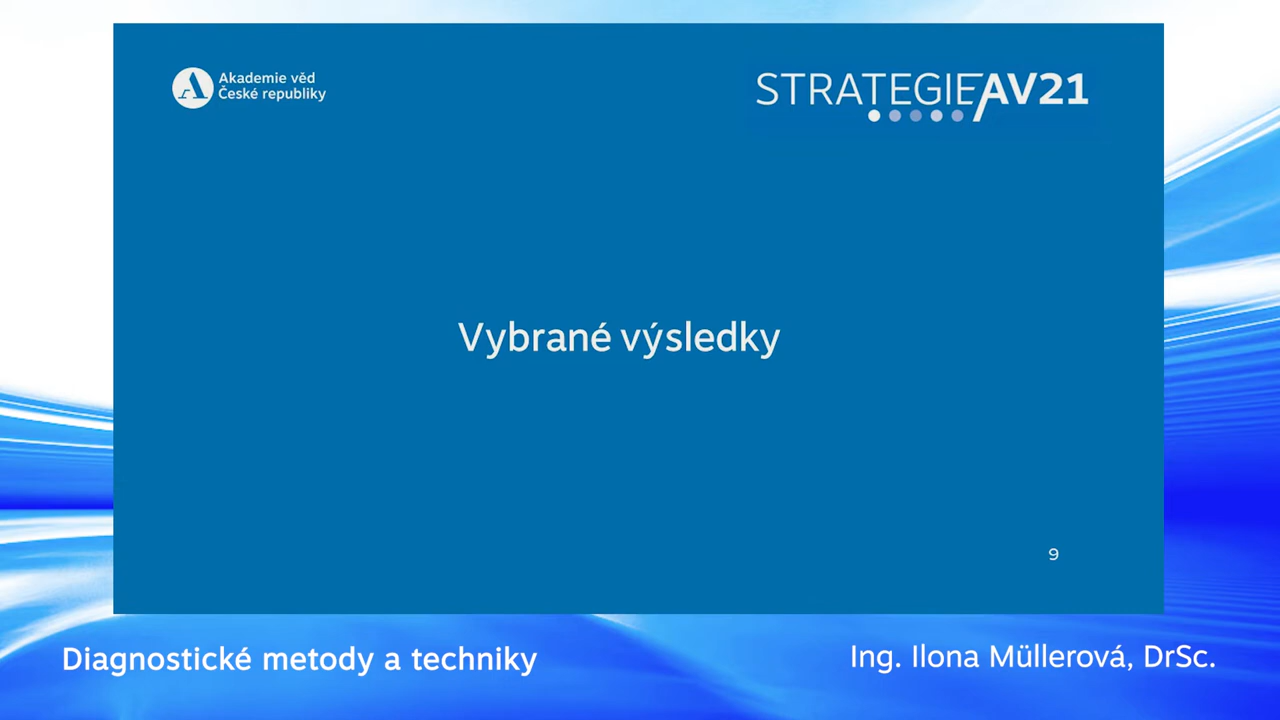 Akademie věd
České republiky
STRATEGIE AV21
Vybrané výsledky
9
Diagnostické metody a techniky
Ing. Ilona Müllerová, DrSc.